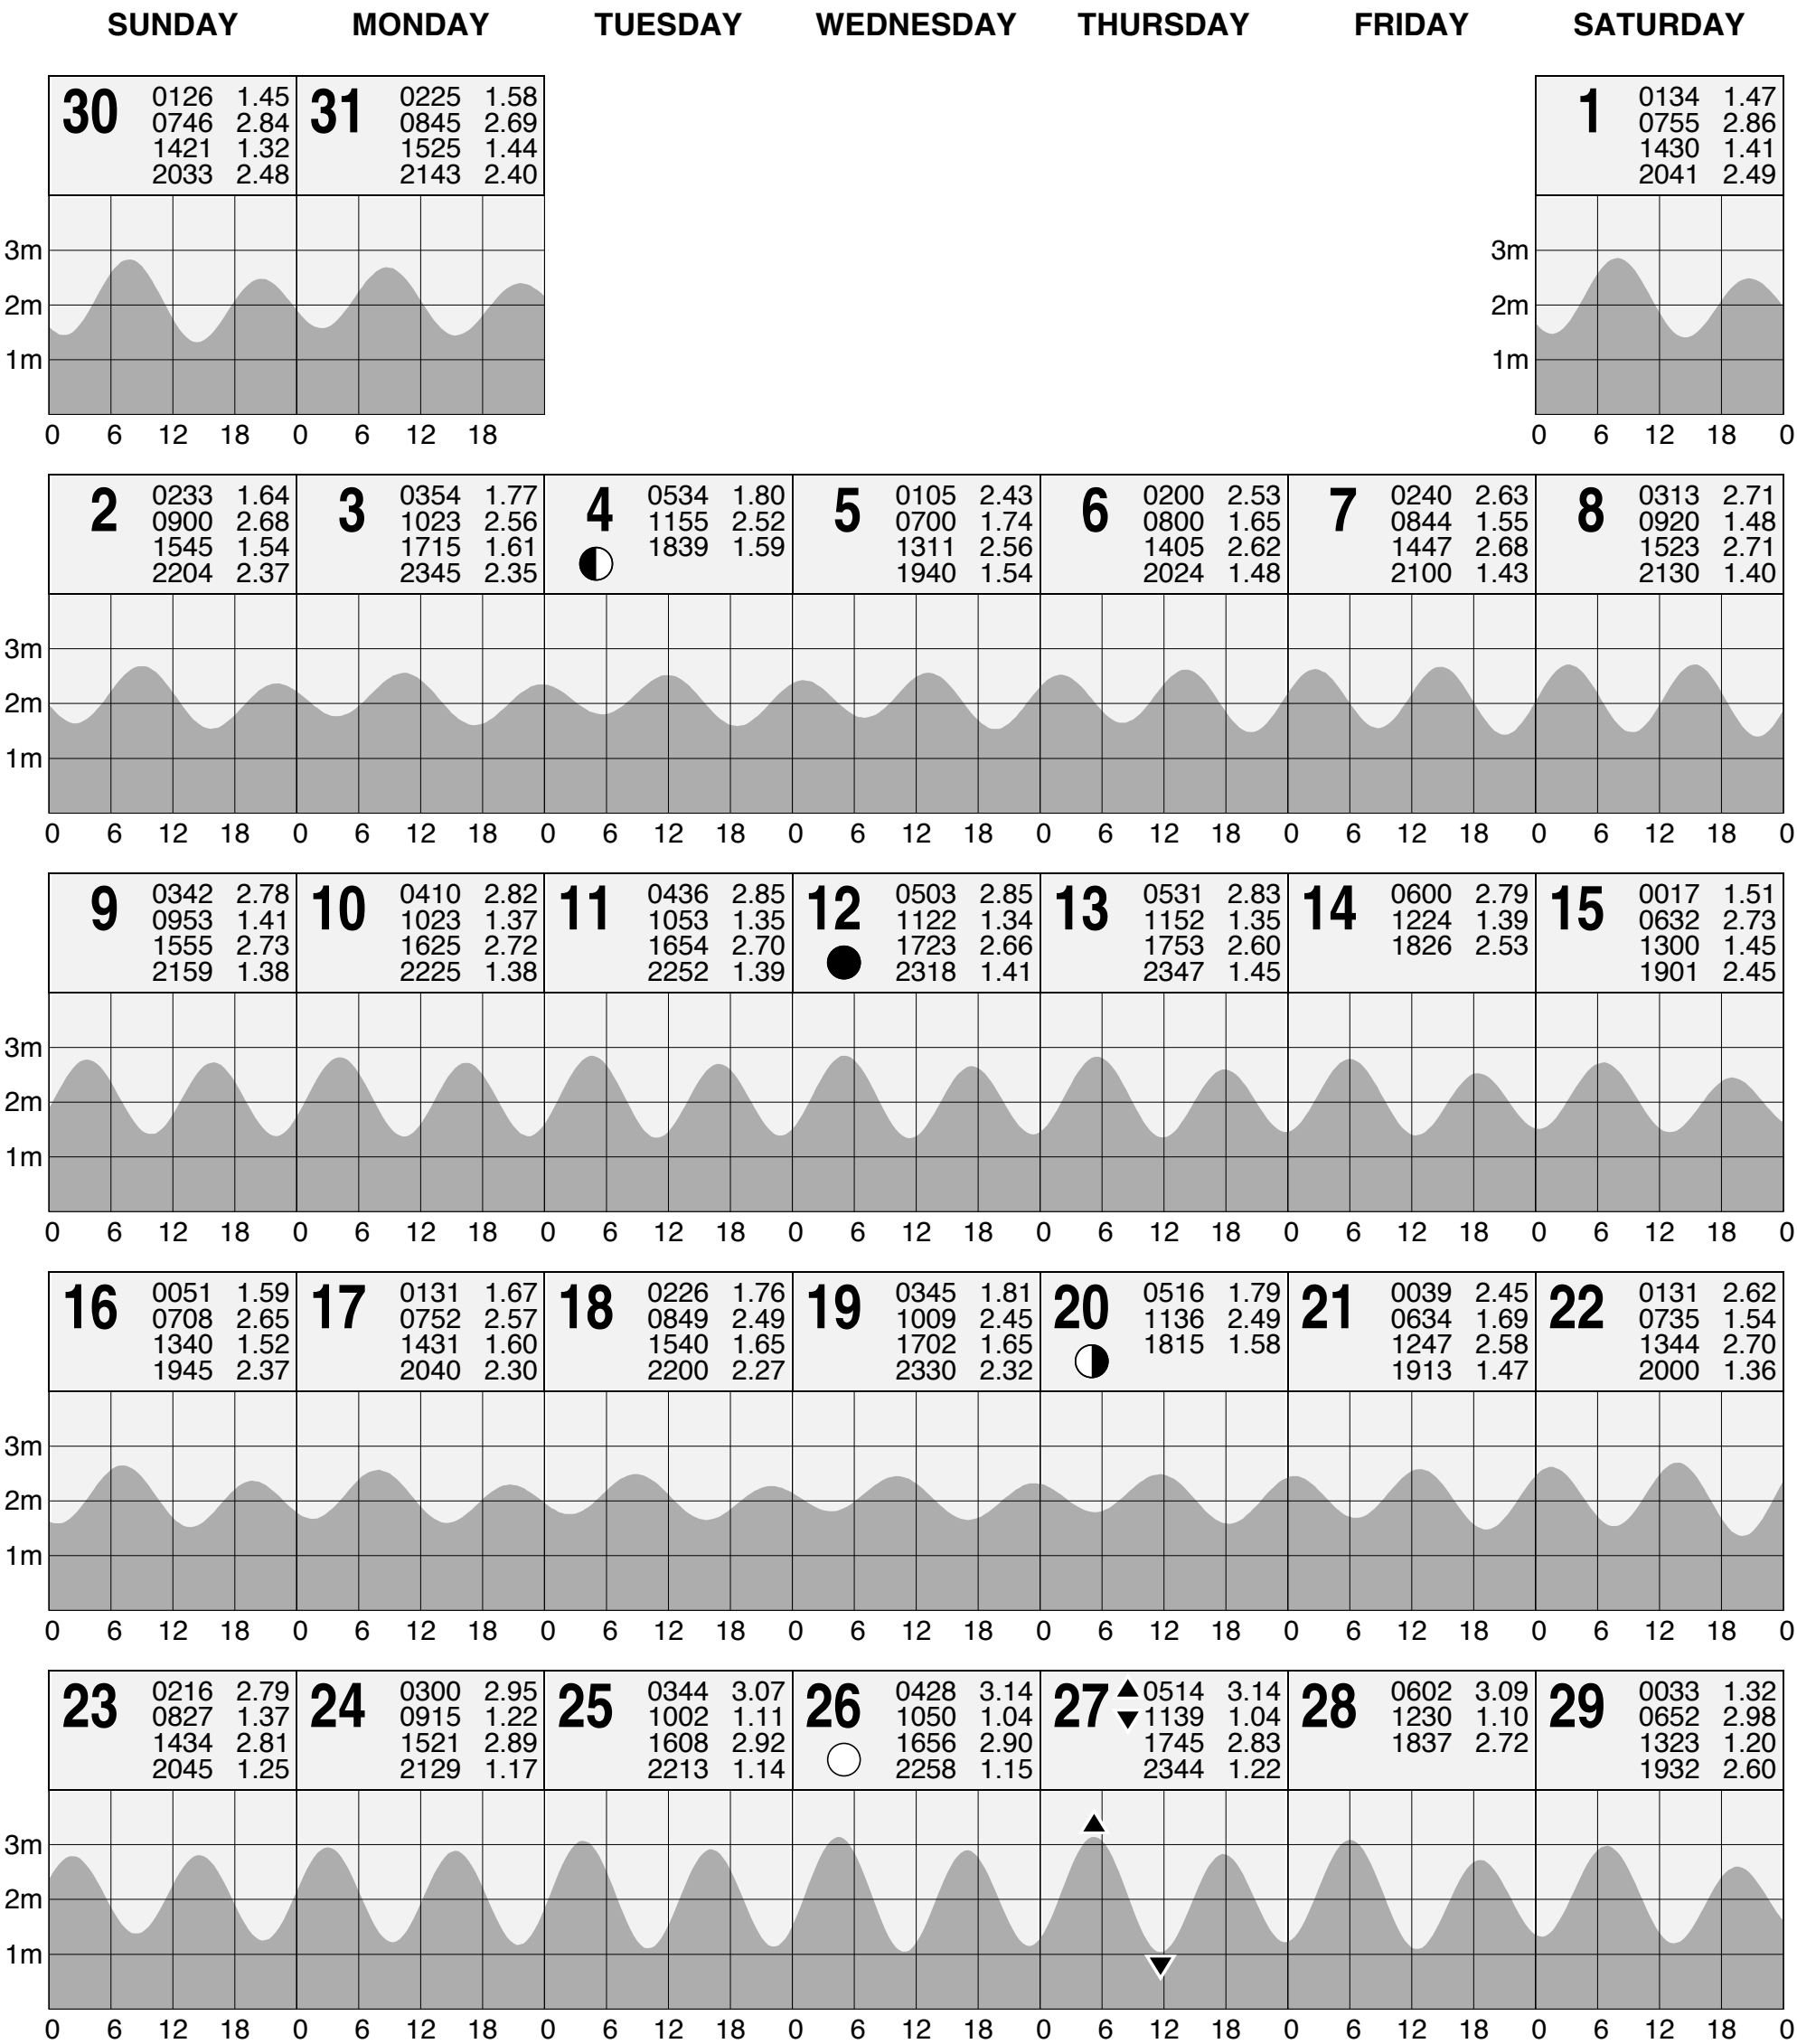 SUNDAY MONDAY TUESDAY WEDNESDAY THURSDAY FRIDAY SATURDAY
30 0126 1.45 31 0225 1.58 1 0134 1.47
0746 2.84 0845 2.69 0755 2.86
1421 1.32 1525 1.44 1430 1.41
2033 2.48 2143 2.40 2041 2.49
3m 3m
2m 2m
1m 1m
0 6 12 18 0 6 12 18 0 6 12 18 0
2 0233 1.64 3 0354 1.77 4 0534 1.80 5 0105 2.43 6 0200 2.53 7 0240 2.63 8 0313 2.71
0900 2.68 1023 2.56 1155 2.52 0700 1.74 0800 1.65 0844 1.55 0920 1.48
1545 1.54 1715 1.61 1839 1.59 1311 2.56 1405 2.62 1447 2.68 1523 2.71
2204 2.37 2345 2.35 1940 1.54 2024 1.48 2100 1.43 2130 1.40
3m
2m
1m
0 6 12 18 0 6 12 18 0 6 12 18 0 6 12 18 0 6 12 18 0 6 12 18 0 6 12 18 0
9 0342 2.78 10 0410 2.82 11 0436 2.85 12 0503 2.85 13 0531 2.83 14 0600 2.79 15 0017 1.51
0953 1.41 1023 1.37 1053 1.35 1122 1.34 1152 1.35 1224 1.39 0632 2.73
1555 2.73 1625 2.72 1654 2.70 1723 2.66 1753 2.60 1826 2.53 1300 1.45
2159 1.38 2225 1.38 2252 1.39 2318 1.41 2347 1.45 1901 2.45
3m
2m
1m
0 6 12 18 0 6 12 18 0 6 12 18 0 6 12 18 0 6 12 18 0 6 12 18 0 6 12 18 0
16 0051 1.59 17 0131 1.67 18 0226 1.76 19 0345 1.81 20 0516 1.79 21 0039 2.45 22 0131 2.62
0708 2.65 0752 2.57 0849 2.49 1009 2.45 1136 2.49 0634 1.69 0735 1.54
1340 1.52 1431 1.60 1540 1.65 1702 1.65 1815 1.58 1247 2.58 1344 2.70
1945 2.37 2040 2.30 2200 2.27 2330 2.32 1913 1.47 2000 1.36
3m
2m
1m
0 6 12 18 0 6 12 18 0 6 12 18 0 6 12 18 0 6 12 18 0 6 12 18 0 6 12 18 0
23 0216 2.79 24 0300 2.95 25 0344 3.07 26 0428 3.14 27 0514 3.14 28 0602 3.09 29 0033 1.32
0827 1.37 0915 1.22 1002 1.11 1050 1.04 1139 1.04 1230 1.10 0652 2.98
1434 2.81 1521 2.89 1608 2.92 1656 2.90 1745 2.83 1837 2.72 1323 1.20
2045 1.25 2129 1.17 2213 1.14 2258 1.15 2344 1.22 1932 2.60
3m
2m
1m
0 6 12 18 0 6 12 18 0 6 12 18 0 6 12 18 0 6 12 18 0 6 12 18 0 6 12 18 0